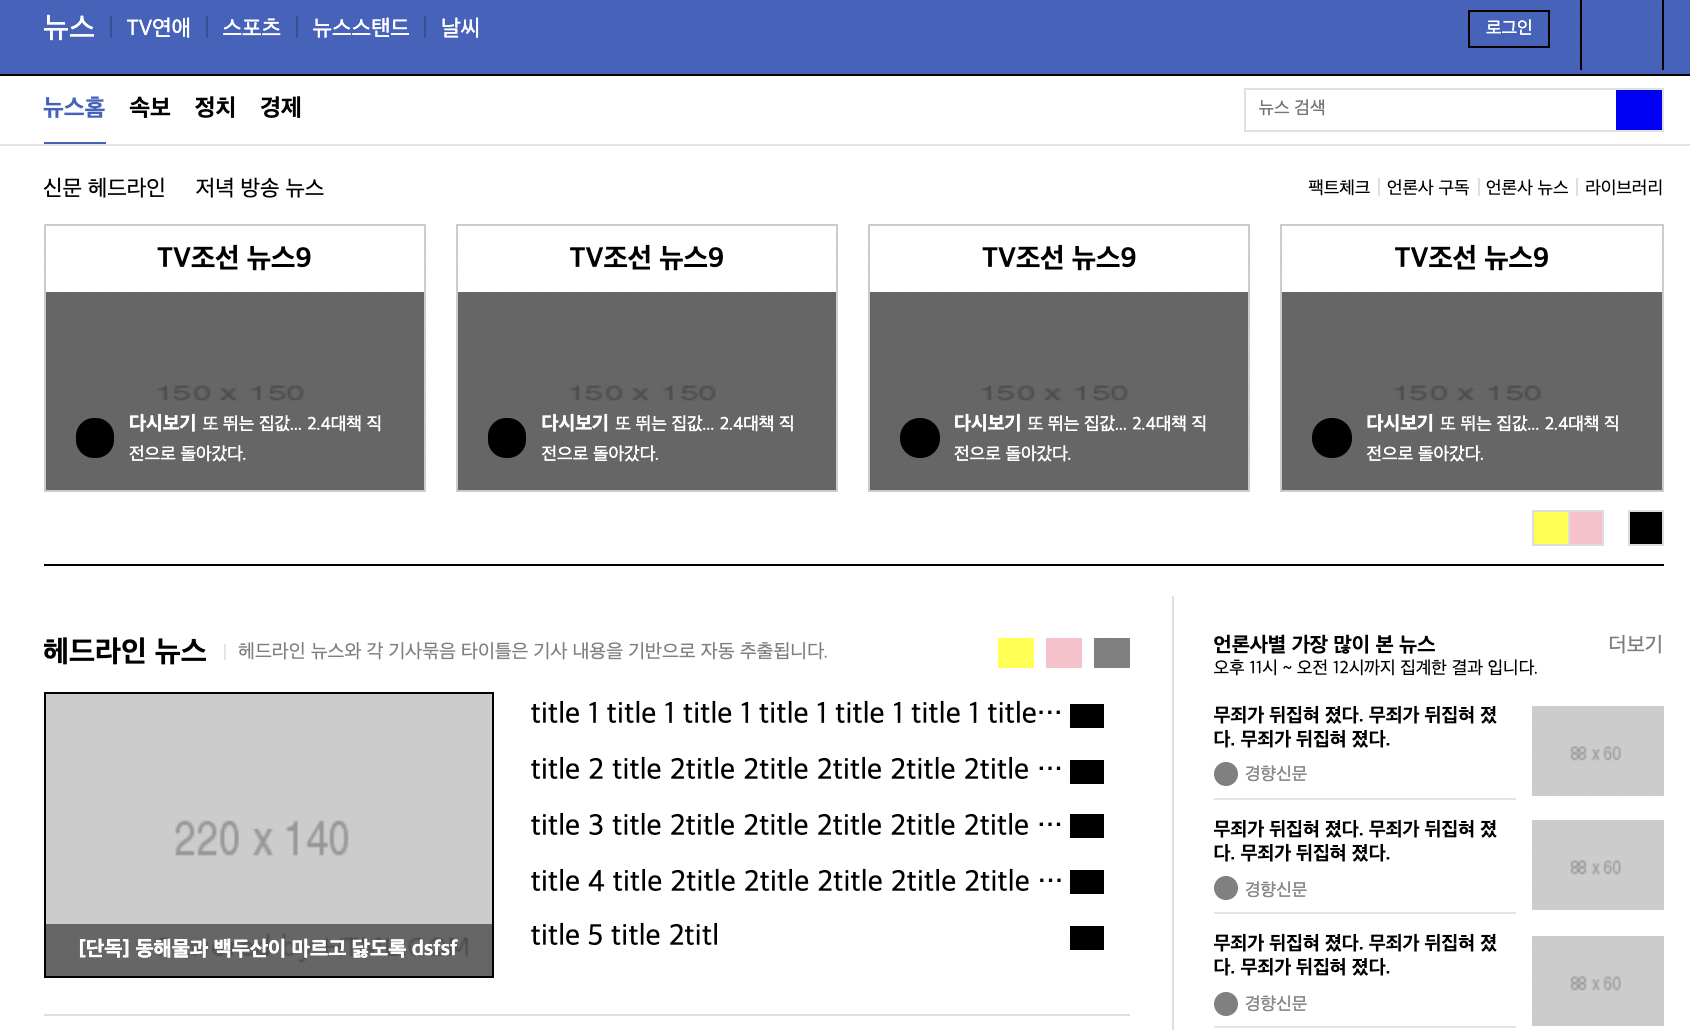 뉴스 TV연애 스포츠 뉴스스탠드 날씨 로그인
뉴스홈 속보 정치 경제 뉴스 검색
신문 헤드라인 저녁 방송 뉴스 팩트체크 언론사 구독 언론사 뉴스 라이브러리
TV조선 뉴스9
150 x 150
다시보기 또 뛰는 집값... 2.4대책 직
전으로 돌아갔다.
TV조선 뉴스9
150 x 150
다시보기 또 뛰는 집값... 2.4대책 직
전으로 돌아갔다.
TV조선 뉴스9
150 x 150
다시보기 또 뛰는 집값... 2.4대책 직
전으로 돌아갔다.
TV조선 뉴스9
150 x 150
다시보기 또 뛰는 집값... 2.4대책 직
전으로 돌아갔다.
헤드라인 뉴스 헤드라인 뉴스와 각 기사묶음 타이틀은 기사 내용을 기반으로 자동 추출됩니다.
220 x 140
[단독] 동해물과 백두산이 마르고 닳도록 dsfsf
title 1 title 1 title 1 title 1 title 1 title 1 title…
title 2 title 2title 2title 2title 2title 2title …
title 3 title 2title 2title 2title 2title 2title …
title 4 title 2title 2title 2title 2title 2title …
title 5 title 2titl
언론사별 가장 많이 본 뉴스 더보기
오후 11시 ~ 오전 12시까지 집계한 결과 입니다.
무죄가 뒤집혀 졌다. 무죄가 뒤집혀 졌
다. 무죄가 뒤집혀 졌다.
경향신문
88 x 60
무죄가 뒤집혀 졌다. 무죄가 뒤집혀 졌
다. 무죄가 뒤집혀 졌다.
경향신문
88 x 60
무죄가 뒤집혀 졌다. 무죄가 뒤집혀 졌
다. 무죄가 뒤집혀 졌다.
경향신문
88 x 60